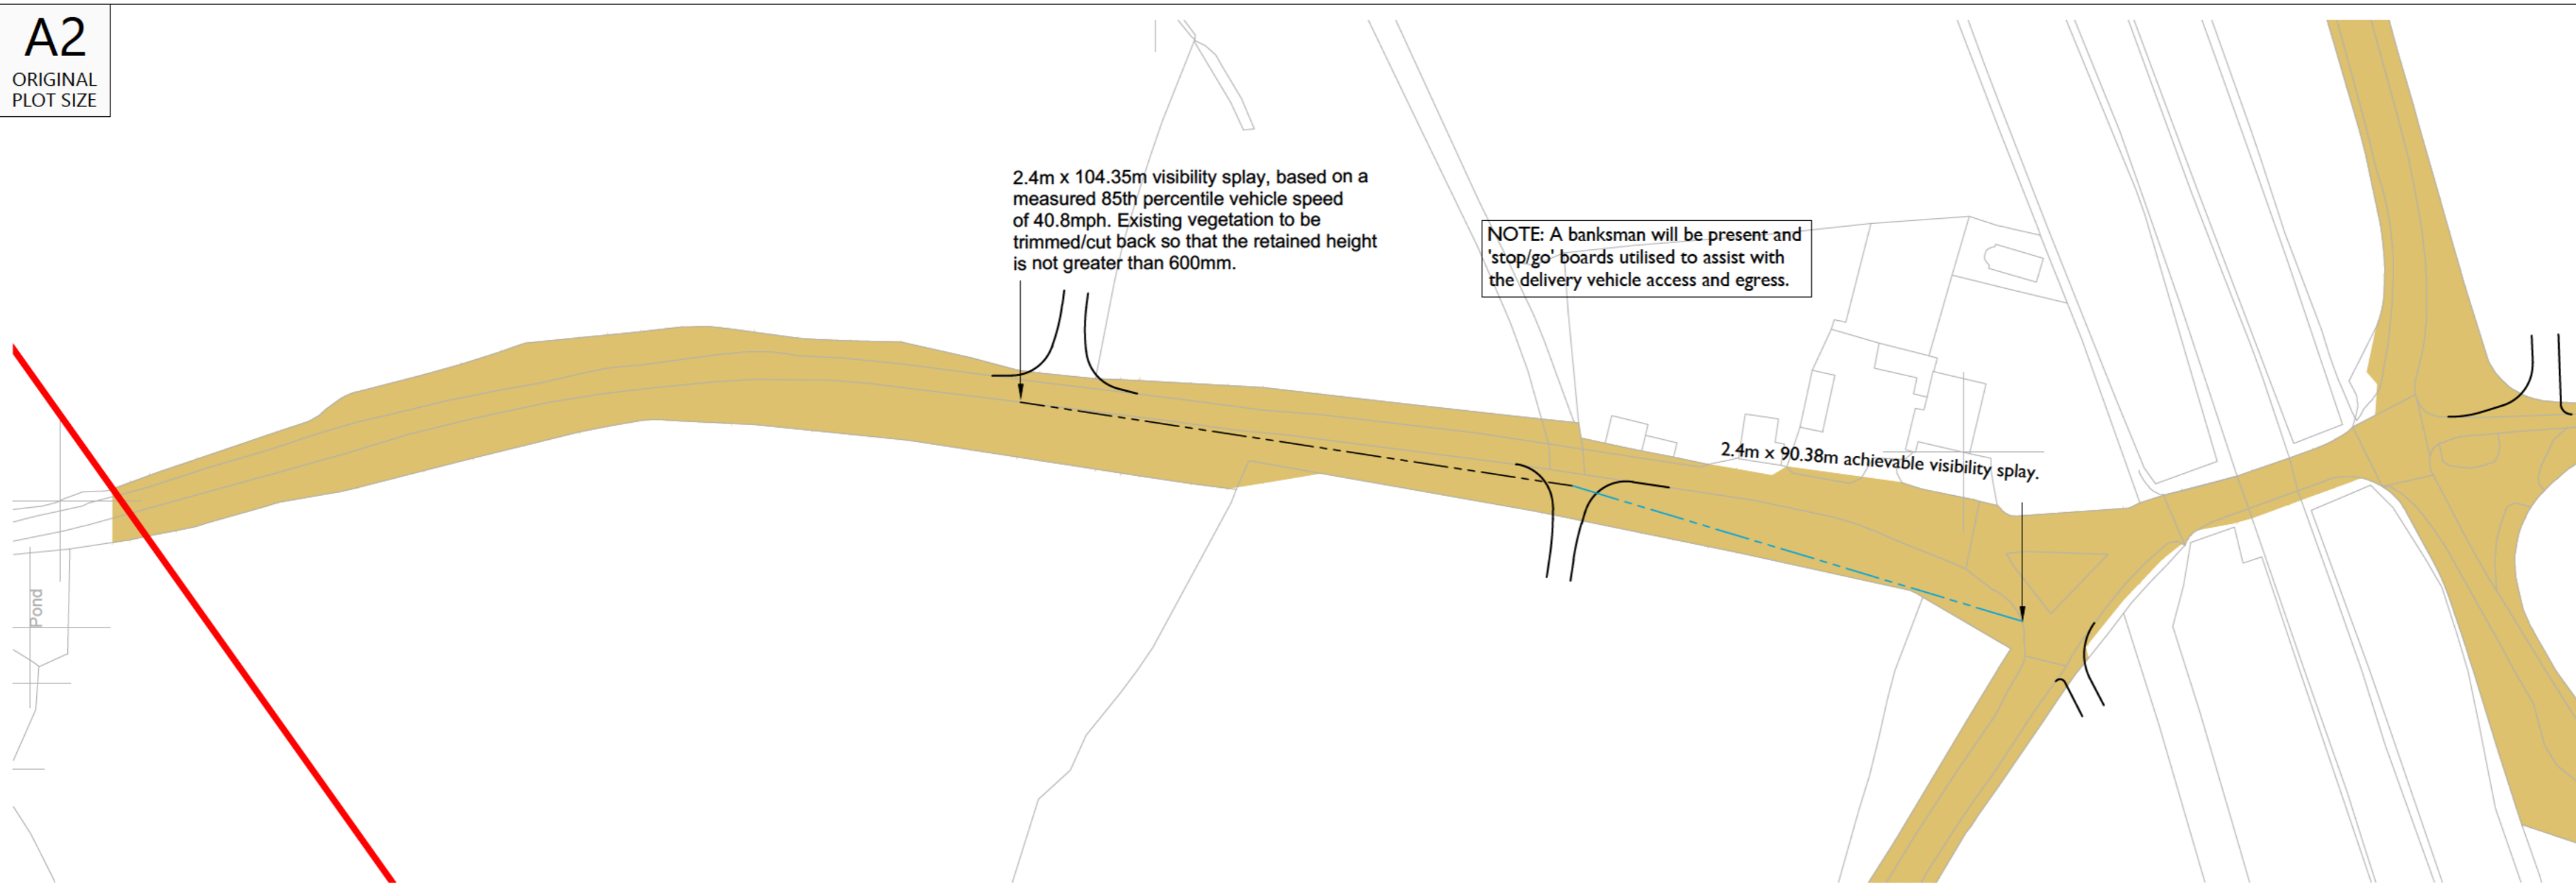 A2
ORIGINAL
PLOT SIZE
2.4m x 104.35m visibility splay, based on a
measured 85th percentile vehicle speed
of 40.8mph. Existing vegetation to be
trimmed/cut back so that the retained height
is not greater than 600mm.
NOTE: A banksman will be present and
'stop/go' boards utilised to assist with
the delivery vehicle access and egress.
2.4m x 90.38m achievable visibility splay.
Pond